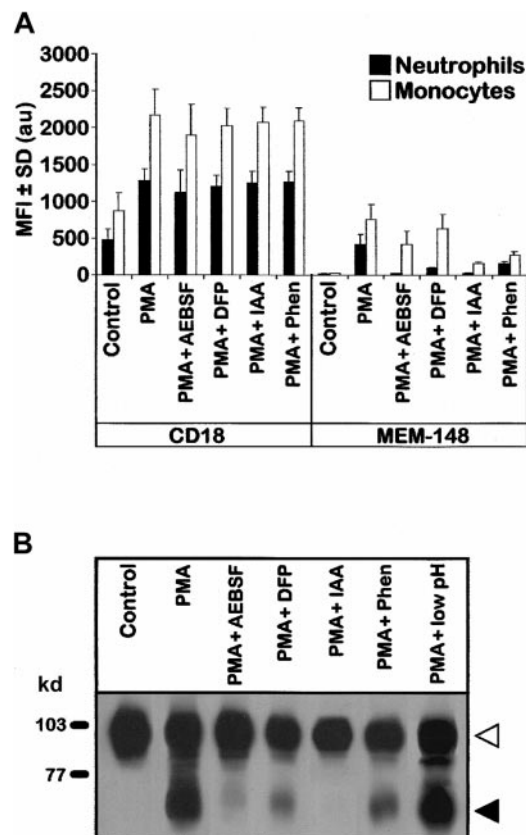 A
3000
2500
2000
1500
1000
500
0
MFI ± SD (au)
Neutrophils
Monocytes
Control
PMA
PMA+ AEBSF
PMA+ DFP
PMA+ IAA
PMA+ Phen
Control
PMA
PMA+ AEBSF
PMA+ DFP
PMA+ IAA
PMA+ Phen
CD18
MEM-148
B
Control
PMA
PMA+ AEBSF
PMA+ DFP
PMA+ IAA
PMA+ Phen
PMA+ low pH
kd
103
77